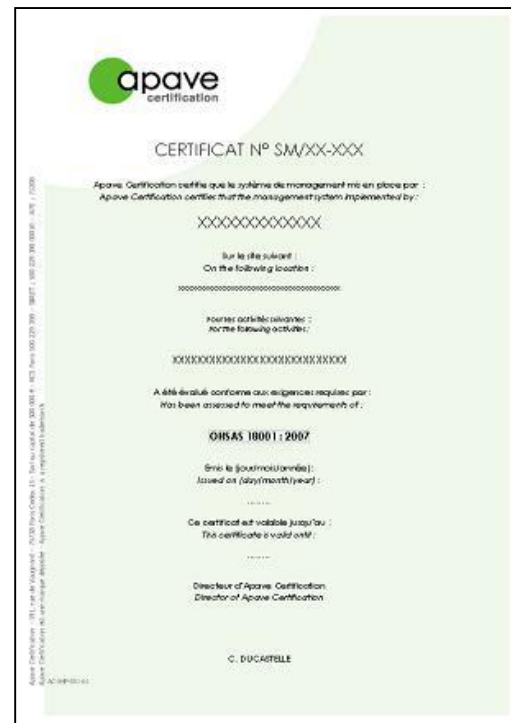 apave
certification
CERTIFICAT N° SM/XX-XXX
Apave Certification certifie que le système de management mis en place par :
Apave Certification certifies that the management system implemented by :
XXXXXXXXXXXXXX
Sur le site suivant :
On the following location :
Pour les activités suivantes :
For the following activities :
A été évalué conforme aux exigences requises par :
Has been assessed to meet the requirements of :
OHSAS 18001 : 2007
Emis le (jour/mois/année) :
Issued on (day/month/year) :
........
Ce certificat est valable jusqu'au :
This certificate is valid until :
........
Directeur d'Apave Certification
Director of Apave Certification
C. DUCASTELLE